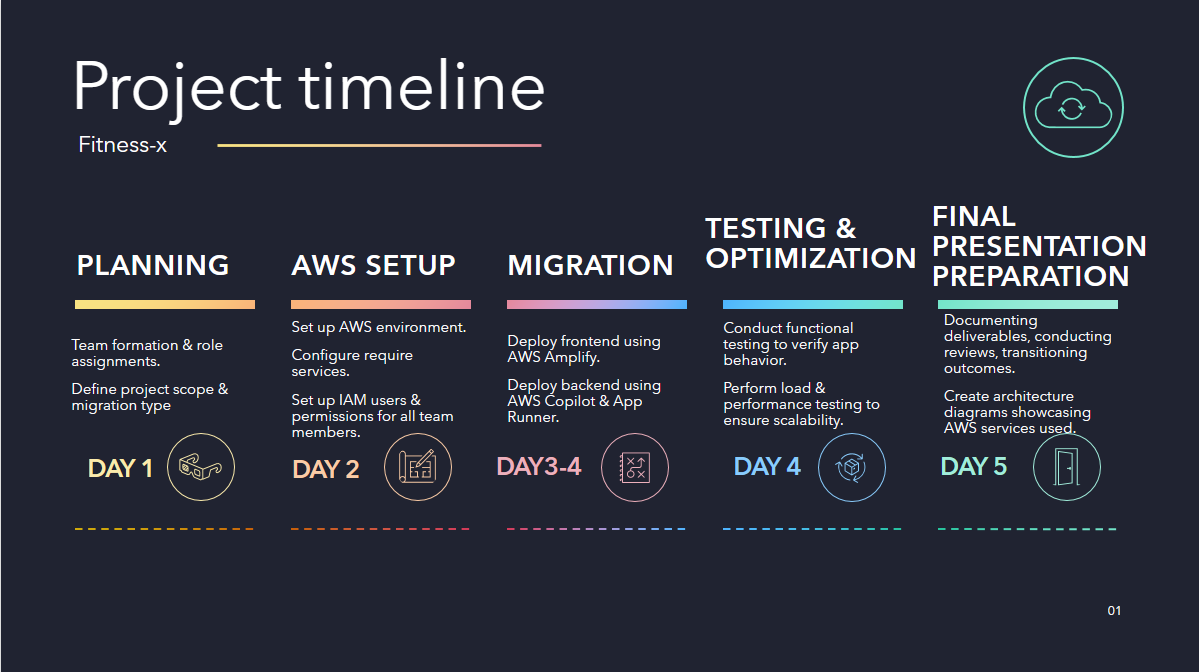 Project timeline
Fitness-x
PLANNING
Team formation & role
assignments.
Define project scope &
migration type
DAY 1
AWS SETUP
Set up AWS environment.
Configure require
services.
Set up IAM users &
permissions for all team
members.
DAY 2
MIGRATION
Deploy frontend using
AWS Amplify.
Deploy backend using
AWS Copilot & App
Runner.
DAY3-4
TESTING &
OPTIMIZATION
Conduct functional
testing to verify app
behavior.
Perform load &
performance testing to
ensure scalability.
DAY 4
FINAL
PRESENTATION
PREPARATION
Documenting
deliverables, conducting
reviews, transitioning
outcomes.
Create architecture
diagrams showcasing
AWS services used.
DAY 5
01